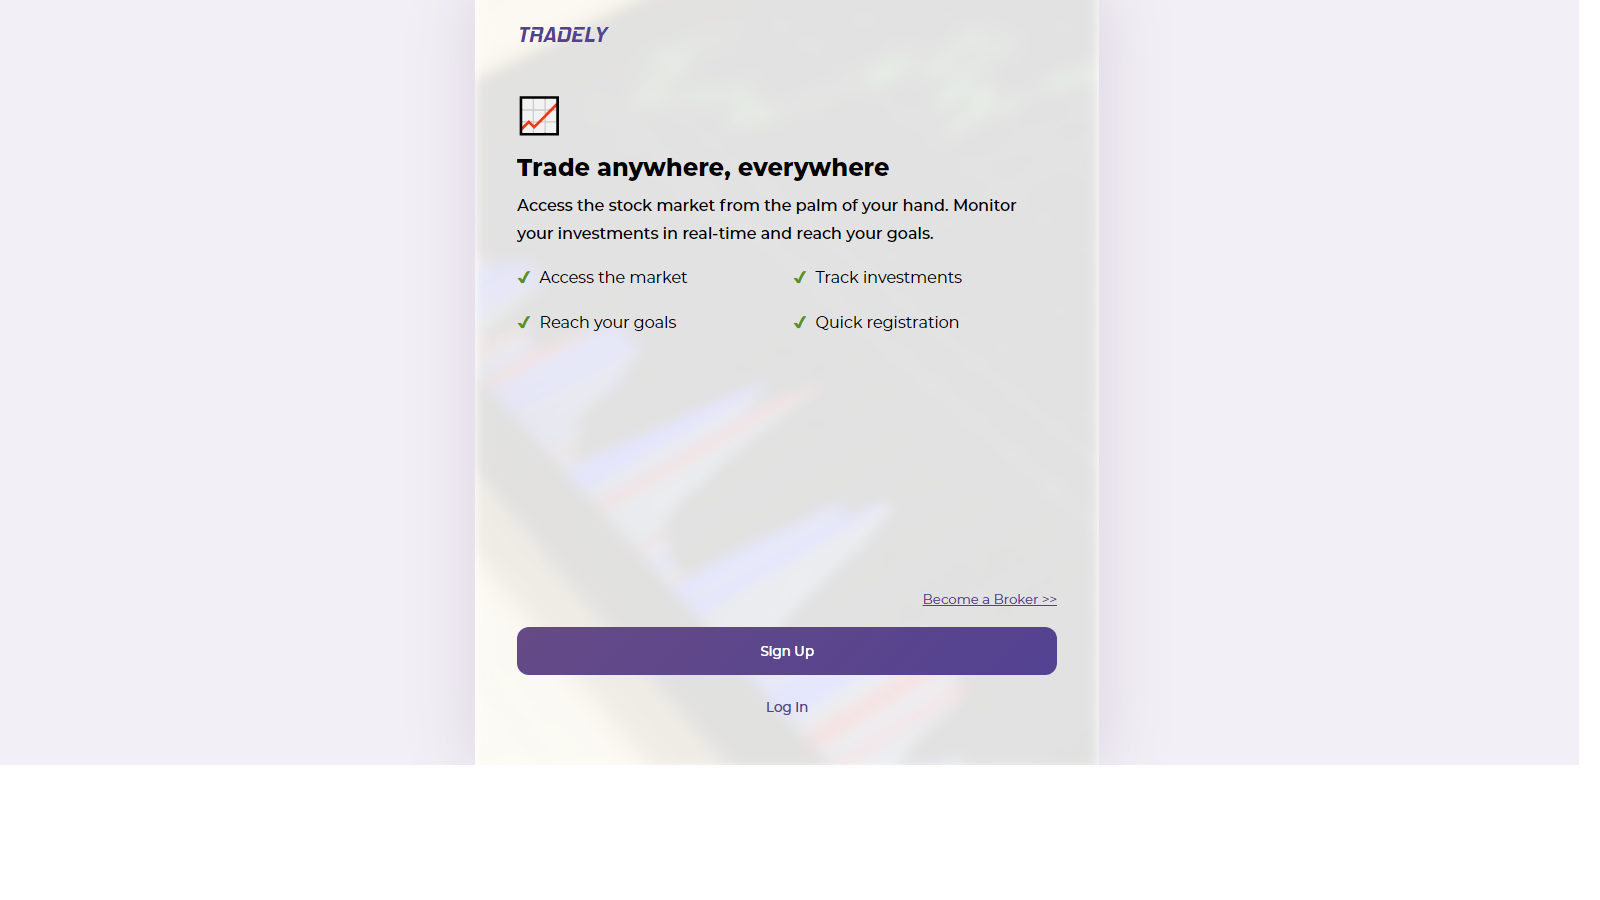 TRADELY
Trade anywhere, everywhere
Access the stock market from the palm of your hand. Monitor
your investments in real-time and reach your goals.
✓ Access the market
✓ Track investments
✓ Reach your goals
✓ Quick registration
Become a Broker >>
Sign Up
Log In